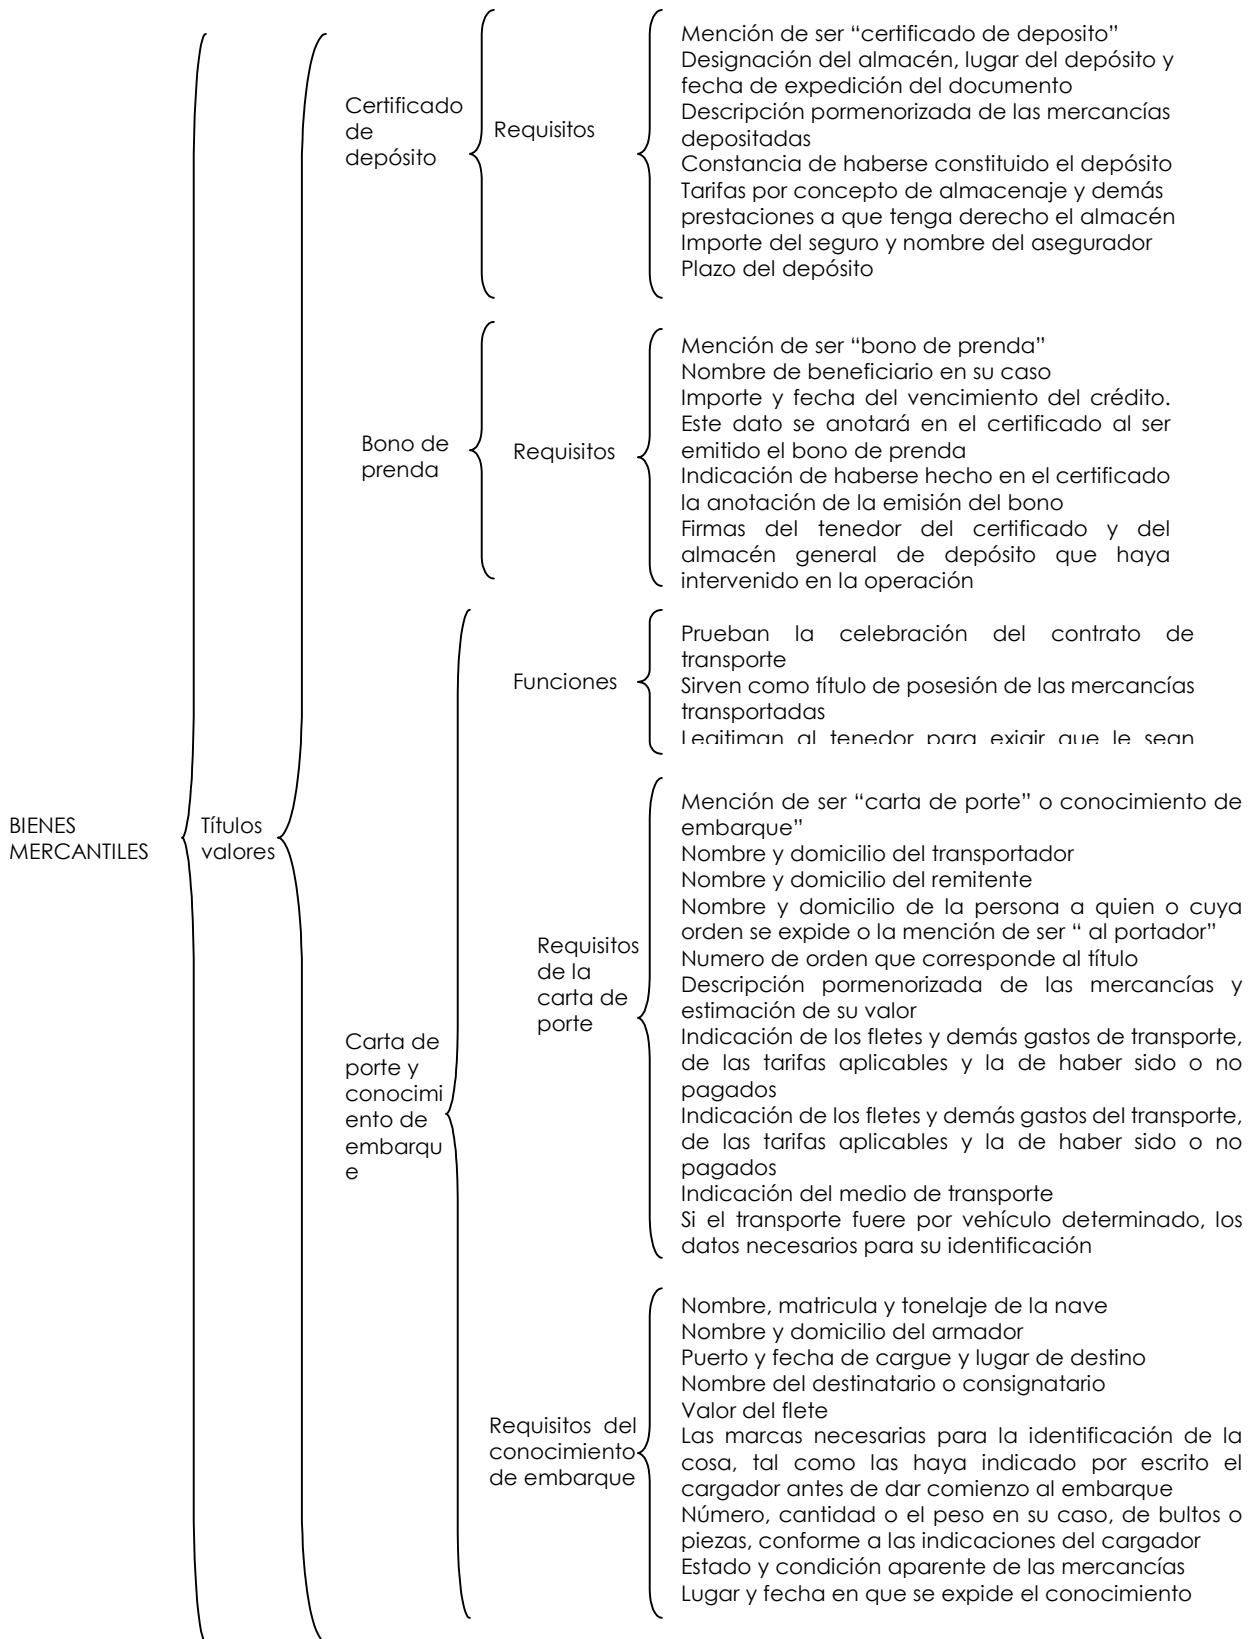 BIENES
MERCANTILES
Títulos
valores
Certificado
de
depósito
Requisitos
Mención de ser “certificado de deposito”
Designación del almacén, lugar del depósito y
fecha de expedición del documento
Descripción pormenorizada de las mercancías
depositadas
Constancia de haberse constituido el depósito
Tarifas por concepto de almacenaje y demás
prestaciones a que tenga derecho el almacén
Importe del seguro y nombre del asegurador
Plazo del depósito
Bono de
prenda
Requisitos
Mención de ser “bono de prenda”
Nombre de beneficiario en su caso
Importe y fecha del vencimiento del crédito.
Este dato se anotará en el certificado al ser
emitido el bono de prenda
Indicación de haberse hecho en el certificado
la anotación de la emisión del bono
Firmas del tenedor del certificado y del
almacén general de depósito que haya
intervenido en la operación
Carta de
porte y
conocimi
ento de
embarqu
e
Funciones
Prueban la celebración del contrato de
transporte
Sirven como título de posesión de las mercancías
transportadas
Legitiman al tenedor para exigir que le sean
Requisitos
de la
carta de
porte
Mención de ser “carta de porte” o conocimiento de
embarque”
Nombre y domicilio del transportador
Nombre y domicilio del remitente
Nombre y domicilio de la persona a quien o cuya
orden se expide o la mención de ser “ al portador”
Numero de orden que corresponde al título
Descripción pormenorizada de las mercancías y
estimación de su valor
Indicación de los fletes y demás gastos de transporte,
de las tarifas aplicables y la de haber sido o no
pagados
Indicación de los fletes y demás gastos del transporte,
de las tarifas aplicables y la de haber sido o no
pagados
Indicación del medio de transporte
Si el transporte fuere por vehículo determinado, los
datos necesarios para su identificación
Requisitos del
conocimiento
de embarque
Nombre, matricula y tonelaje de la nave
Nombre y domicilio del armador
Puerto y fecha de cargue y lugar de destino
Nombre del destinatario o consignatario
Valor del flete
Las marcas necesarias para la identificación de la
cosa, tal como las haya indicado por escrito el
cargador antes de dar comienzo al embarque
Número, cantidad o el peso en su caso, de bultos o
piezas, conforme a las indicaciones del cargador
Estado y condición aparente de las mercancías
Lugar y fecha en que se expide el conocimiento